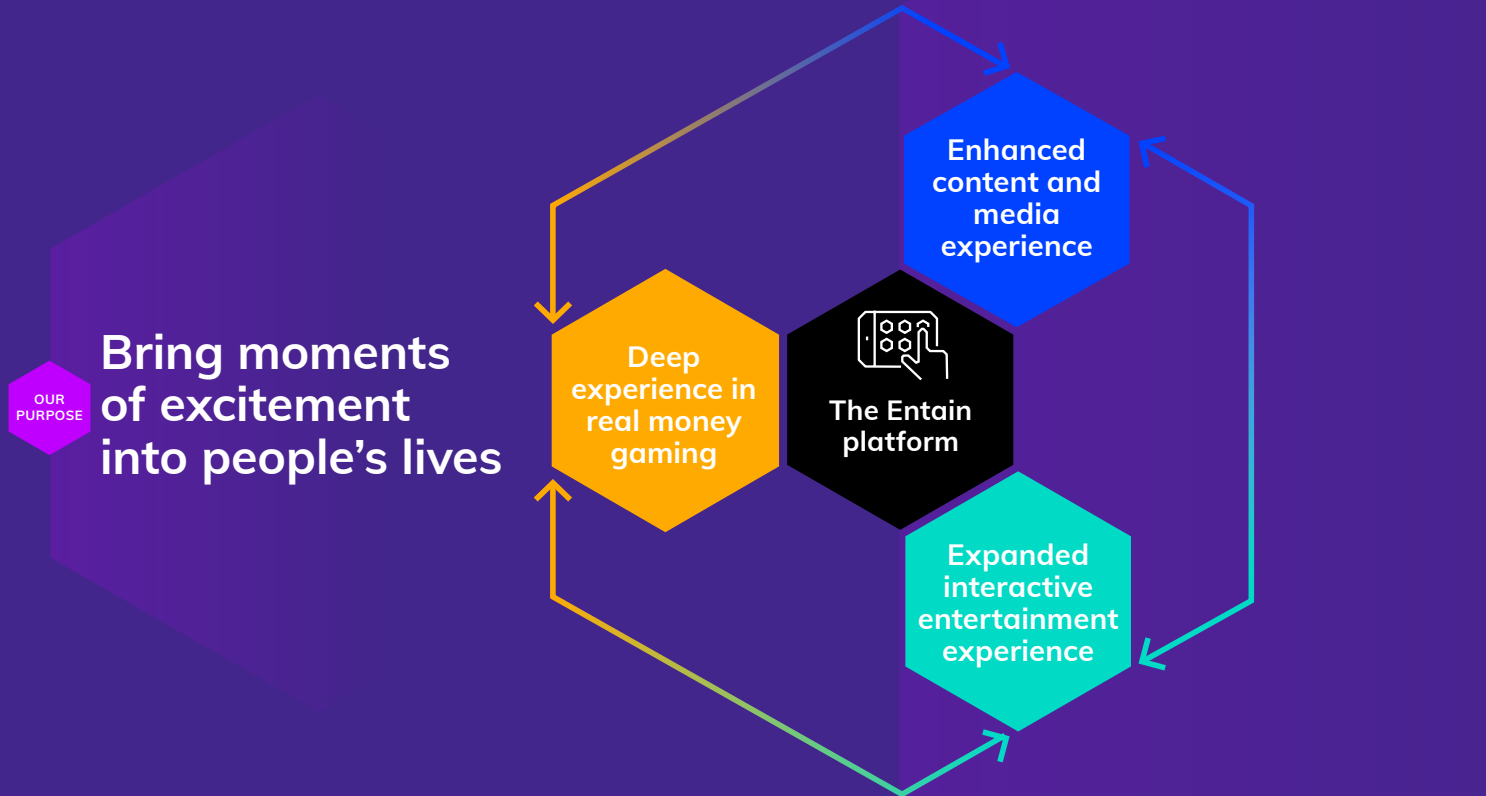 OUR
PURPOSE
Bring moments
of excitement
into people’s lives
Deep
experience in
real money
gaming
The Entain
platform
Enhanced
content and
media
experience
Expanded
interactive
entertainment
experience